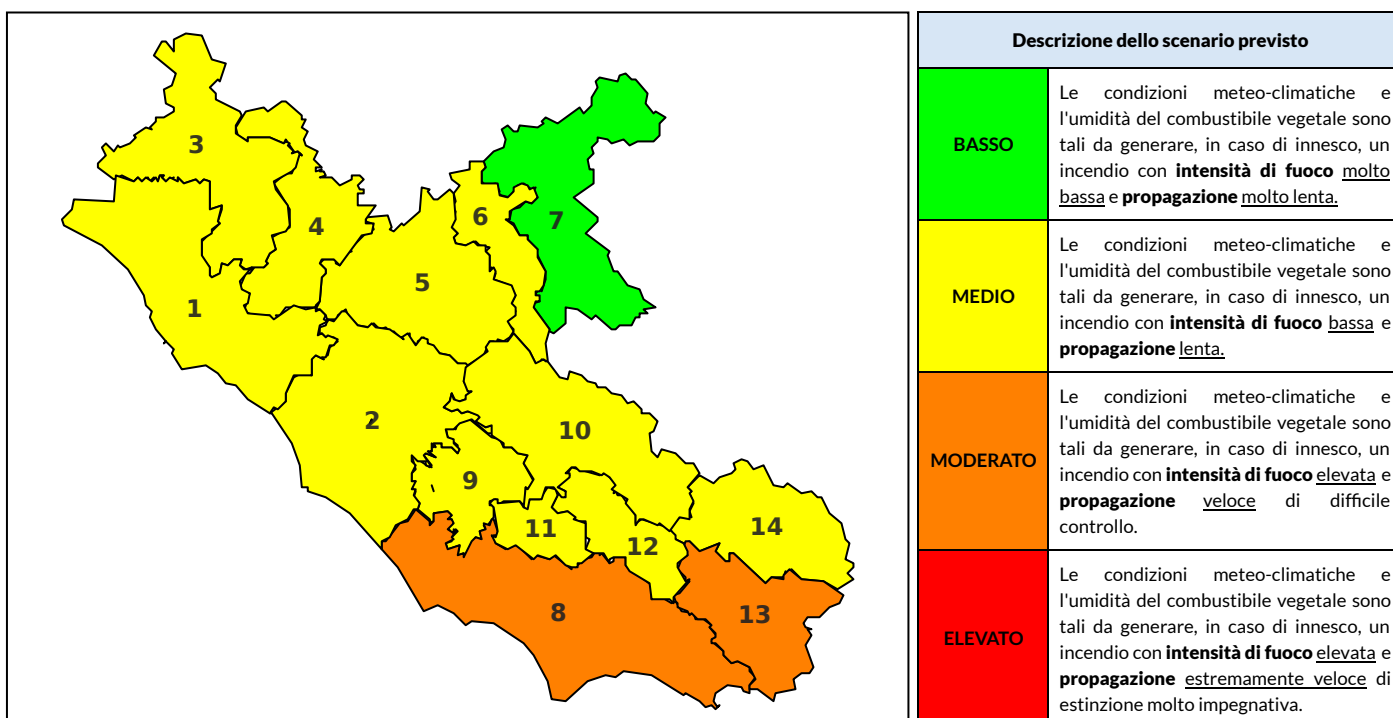 3
4
6
7
5
1
2
10
9
11
12
14
8
13
Descrizione dello scenario previsto
BASSO
Le condizioni meteo-climatiche e
l'umidità del combustibile vegetale sono
tali da generare, in caso di innesco, un
incendio con intensità di fuoco molto
bassa e propagazione molto lenta.
MEDIO
Le condizioni meteo-climatiche e
l'umidità del combustibile vegetale sono
tali da generare, in caso di innesco, un
incendio con intensità di fuoco bassa e
propagazione lenta.
MODERATO
Le condizioni meteo-climatiche e
l'umidità del combustibile vegetale sono
tali da generare, in caso di innesco, un
incendio con intensità di fuoco elevata e
propagazione veloce di difficile
controllo.
ELEVATO
Le condizioni meteo-climatiche e
l'umidità del combustibile vegetale sono
tali da generare, in caso di innesco, un
incendio con intensità di fuoco elevata e
propagazione estremamente veloce di
estinzione molto impegnativa.